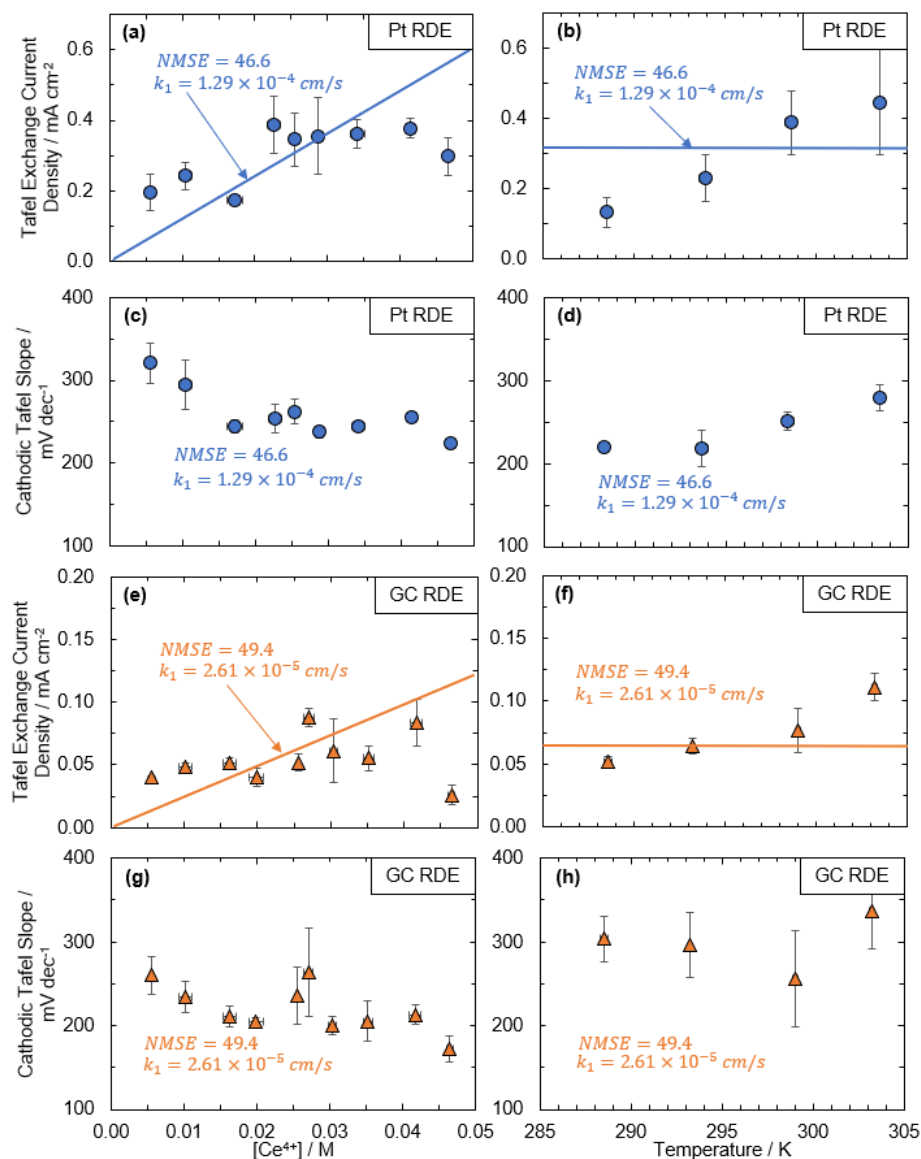 (a)
Pt RDE
NMSE = 46.6
k₁ = 1.29 × 10⁻⁴ cm/s
Tafel Exchange Current
Density / mA cm⁻²
0.6
0.4
0.2
0.0
(b)
Pt RDE
NMSE = 46.6
k₁ = 1.29 × 10⁻⁴ cm/s
0.6
0.4
0.2
0.0
(c)
Pt RDE
NMSE = 46.6
k₁ = 1.29 × 10⁻⁴ cm/s
Cathodic Tafel Slope /
mV dec⁻¹
400
300
200
100
(d)
Pt RDE
NMSE = 46.6
k₁ = 1.29 × 10⁻⁴ cm/s
400
300
200
100
(e)
GC RDE
NMSE = 49.4
k₁ = 2.61 × 10⁻⁵ cm/s
Tafel Exchange Current
Density / mA cm⁻²
0.20
0.15
0.10
0.05
0.00
(f)
GC RDE
NMSE = 49.4
k₁ = 2.61 × 10⁻⁵ cm/s
0.20
0.15
0.10
0.05
0.00
(g)
GC RDE
NMSE = 49.4
k₁ = 2.61 × 10⁻⁵ cm/s
Cathodic Tafel Slope /
mV dec⁻¹
400
300
200
100
0.00 0.01 0.02 0.03 0.04 0.05
[Ce⁴⁺] / M
(h)
GC RDE
NMSE = 49.4
k₁ = 2.61 × 10⁻⁵ cm/s
400
300
200
100
285 290 295 300 305
Temperature / K